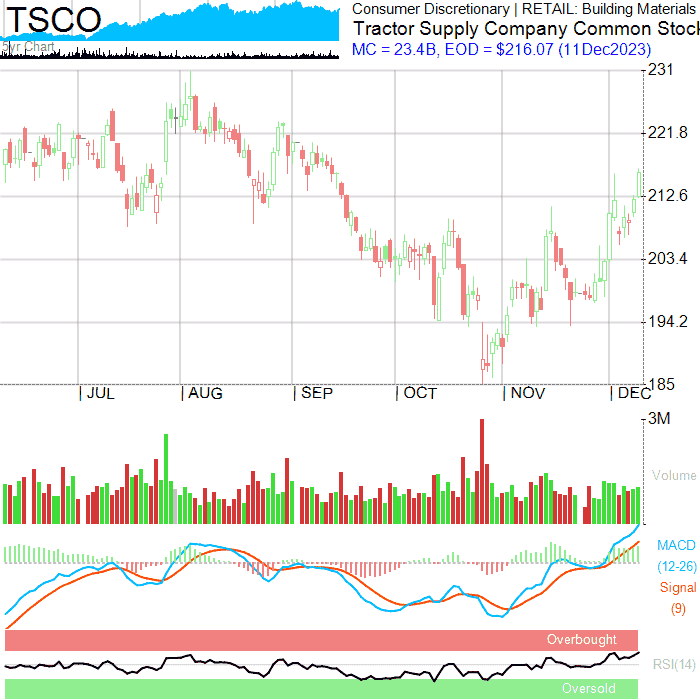 TSCO
5yr Chart
Consumer Discretionary | RETAIL: Building Materials
Tractor Supply Company Common Stoc
MC = 23.4B, EOD = $216.07 (11Dec2023)
231
221.8
212.6
203.4
194.2
185
JUL AUG SEP OCT NOV DEC
3M
Volume
MACD
(12-26)
Signal
(9)
Overbought
RSI(14)
Oversold